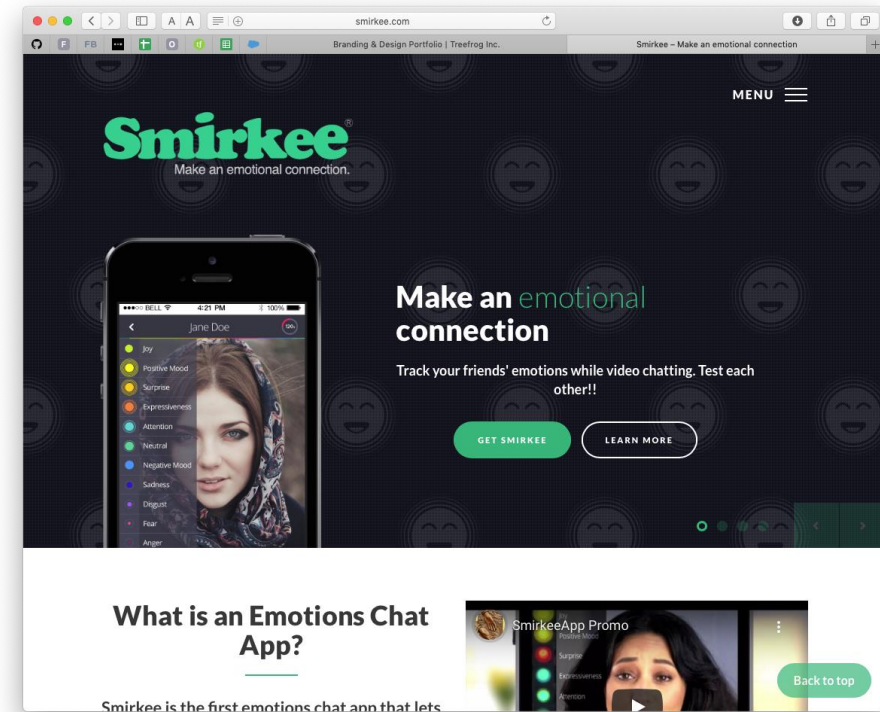 A A
smirkee.com
F
FB
O
Branding & Design Portfolio | Treefrog Inc.
Smirkee – Make an emotional connection
MENU
Smirkee®
Make an emotional connection.
BELL 4:21 PM 100%
Jane Doe
Joy
Positive Mood
Surprise
Expressiveness
Attention
Neutral
Negative Mood
Sadness
Disgust
Fear
Anger
Make an emotional
connection
Track your friends' emotions while video chatting. Test each
other!!
GET SMIRKEE
LEARN MORE
What is an Emotions Chat
App?
Smirkee is the first emotions chat app that lets
SmirkeeApp Promo
Joy
Positive Mood
Surprise
Expressiveness
Attention
Back to top